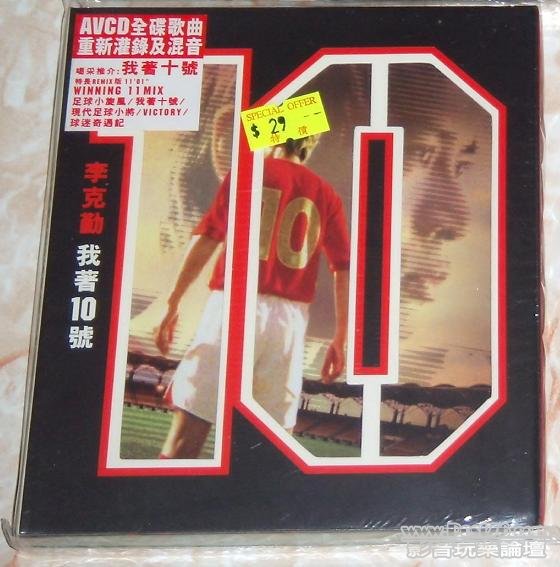 AVCD全碟歌曲
重新灌錄及混音
喝采推介:我著十號
特長REMIX版 11'01"
WINNING 11 MIX
足球小旋風/我著十號/
現代足球小將/VICTORY/
球迷奇遇記
SPECIAL OFFER
$ 29 --
特 價
10
10
李克勤
我著10號
影音玩樂論壇